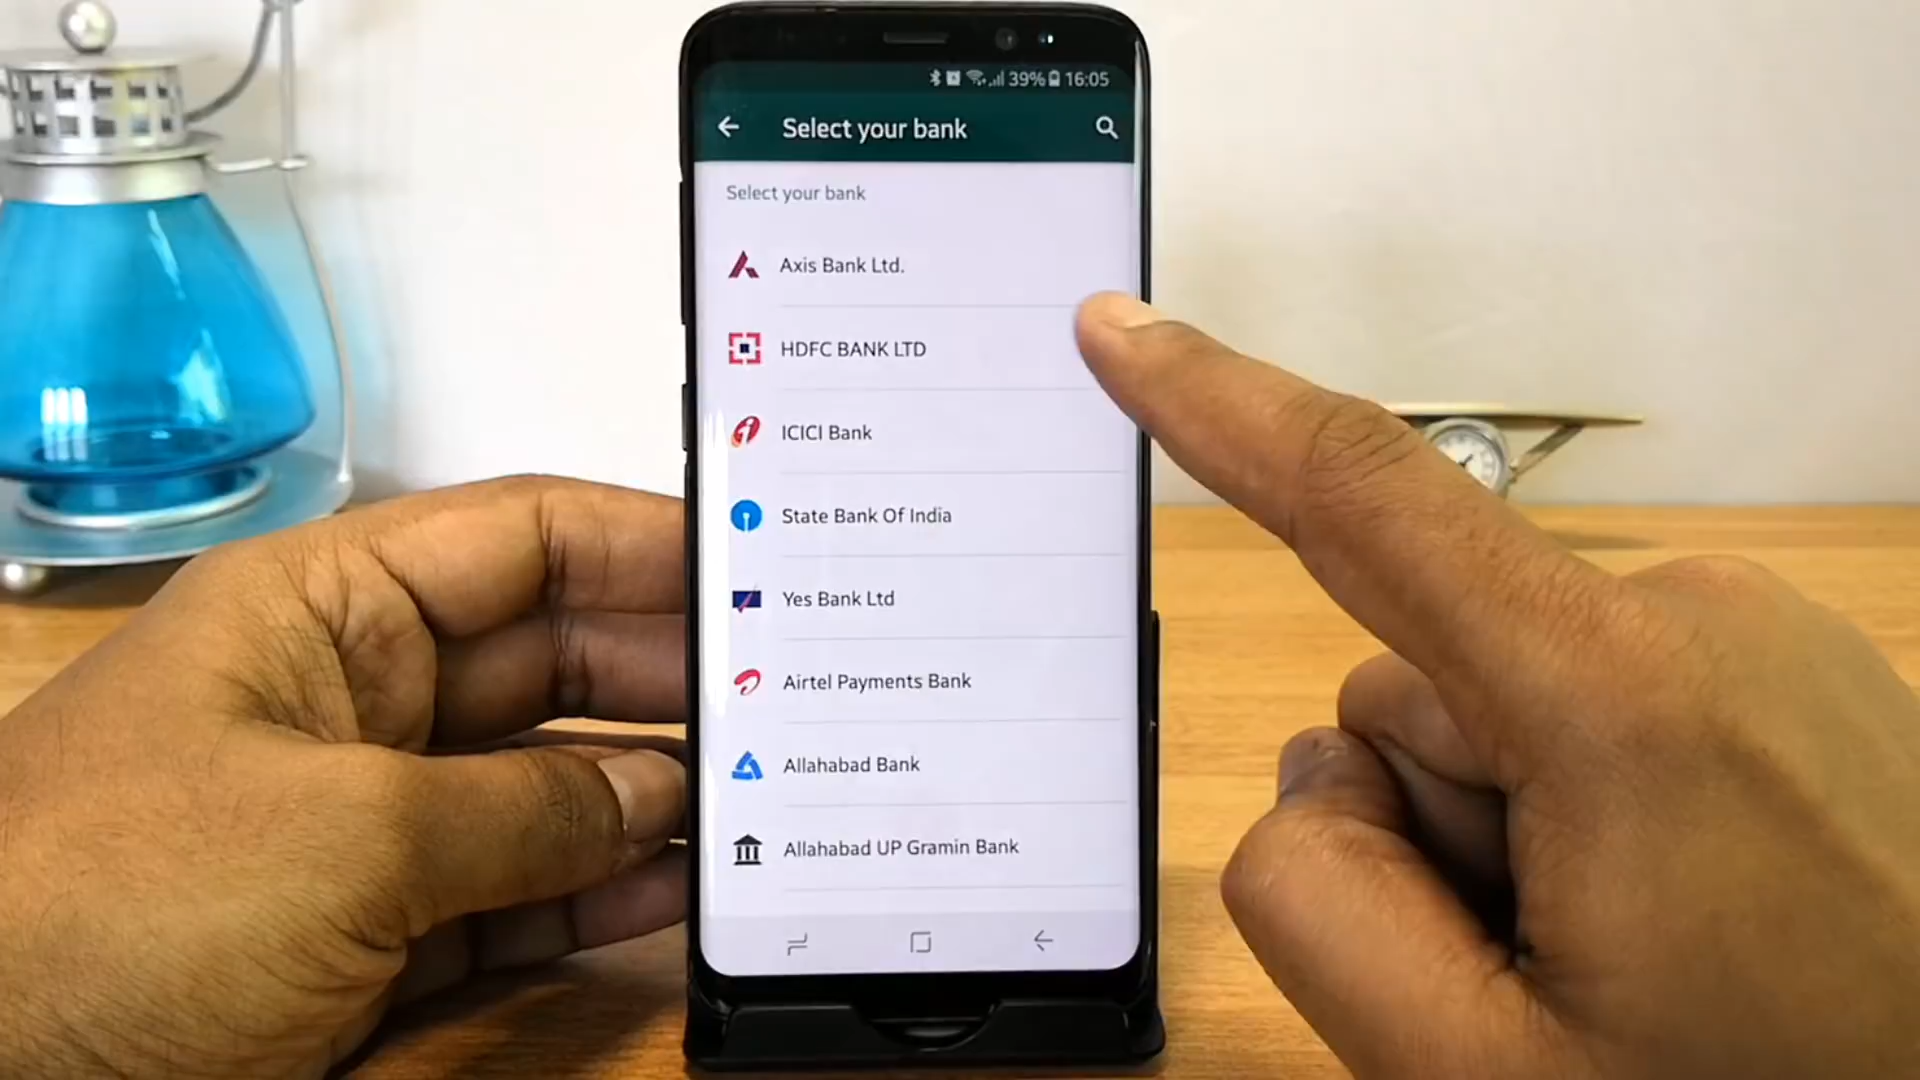 39% 16:05
Select your bank
Select your bank
Axis Bank Ltd.
HDFC BANK LTD
ICICI Bank
State Bank Of India
Yes Bank Ltd
Airtel Payments Bank
Allahabad Bank
Allahabad UP Gramin Bank